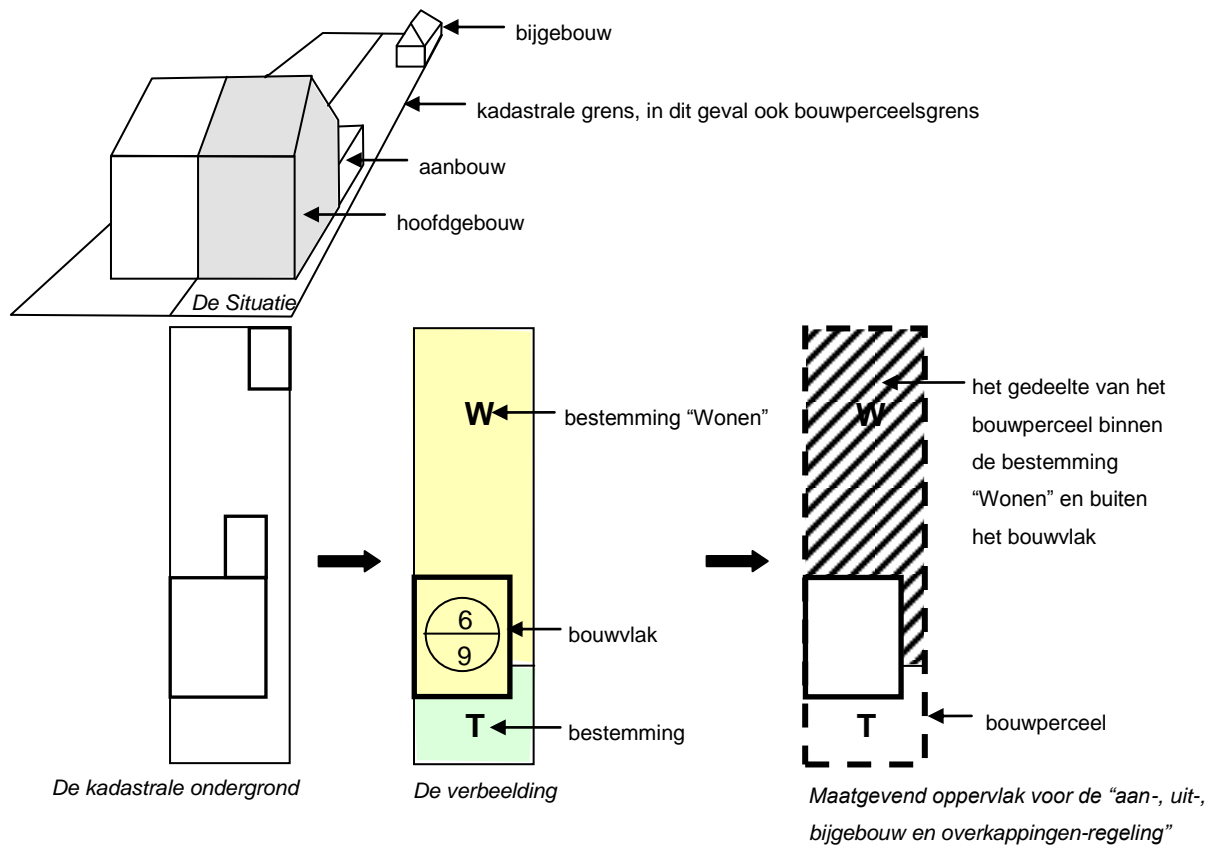 bijgebouw
kadastrale grens, in dit geval ook bouwperceelsgrens
aanbouw
hoofdgebouw
De Situatie
W
bestemming “Wonen”
6
9
bouwvlak
T
bestemming
het gedeelte van het
bouwperceel binnen
de bestemming
“Wonen” en buiten
het bouwvlak
W
T
bouwperceel
De kadastrale ondergrond
De verbeelding
Maatgevend oppervlak voor de “aan-, uit-,
bijgebouw en overkappingen-regeling”